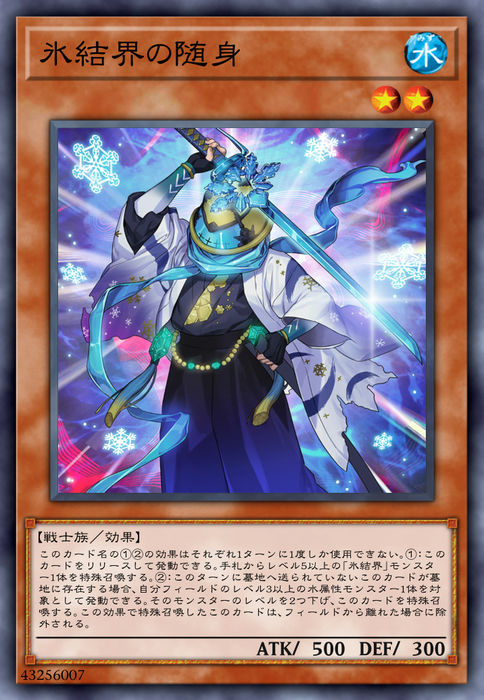 氷結界の随身
みず
水
【戦士族／効果】
このカード名の①②の効果はそれぞれ1ターンに1度しか使用できない。①：この
カードをリリースして発動できる。手札からレベル5以上の「氷結界」モンスタ
ー1体を特殊召喚する。②：このターンに墓地へ送られていないこのカードが墓
地に存在する場合、自分フィールドのレベル3以上の水属性モンスター1体を対
象として発動できる。そのモンスターのレベルを2つ下げ、このカードを特殊召
喚する。この効果で特殊召喚したこのカードは、フィールドから離れた場合に除
外される。
ATK/ 500 DEF/ 300
43256007